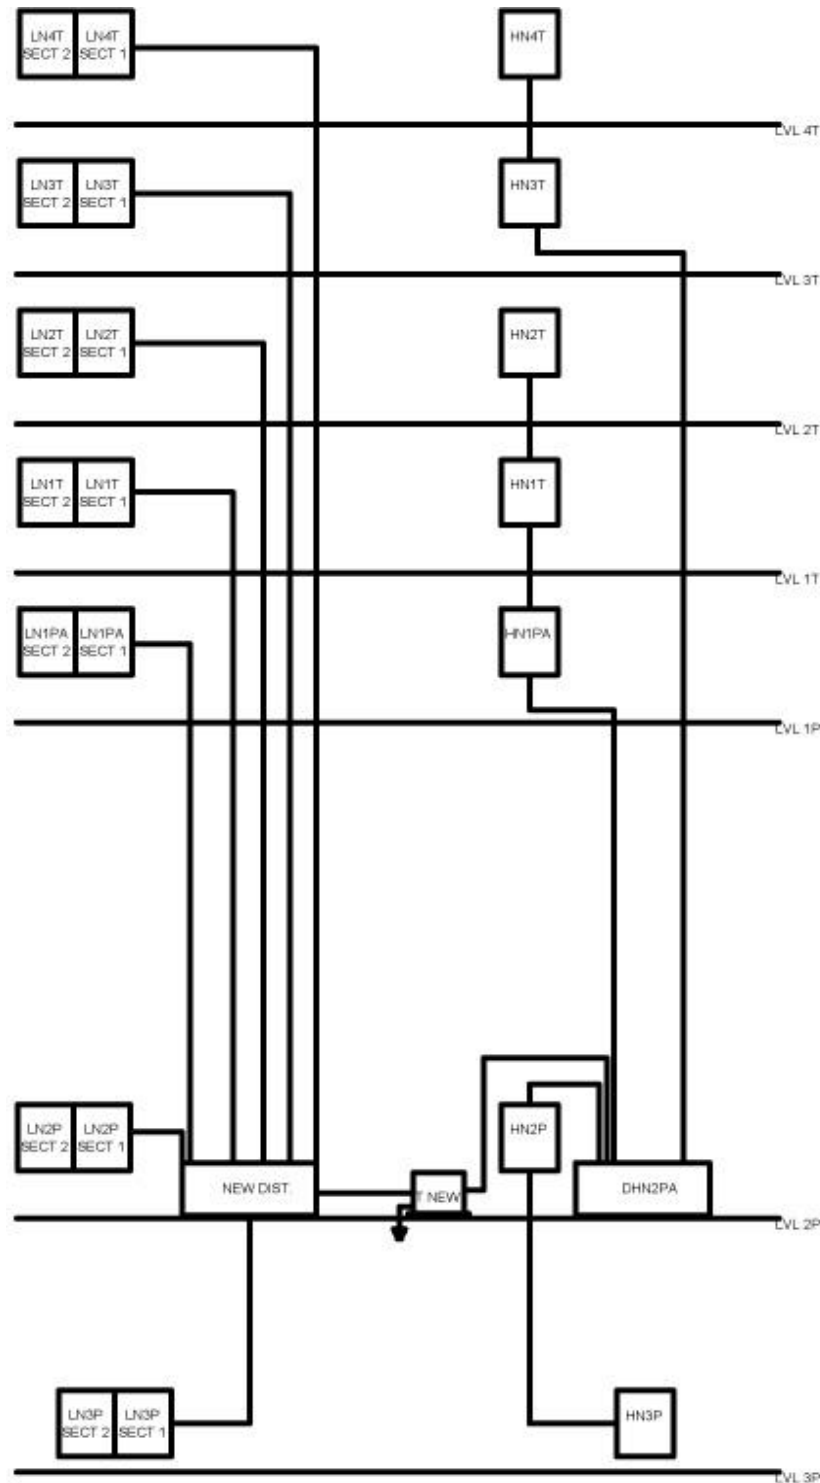 LN4T LN4T HN4T
SECT 2 SECT 1
LVL 4T
LN3T LN3T HN3T
SECT 2 SECT 1
LVL 3T
LN2T LN2T HN2T
SECT 2 SECT 1
LVL 2T
LN1T LN1T HN1T
SECT 2 SECT 1
LVL 1T
LN1PA LN1PA HN1PA
SECT 2 SECT 1
LVL 1P
LN2P LN2P HN2P
SECT 2 SECT 1
NEW DIST. T NEW DHN2PA
LVL 2P
LN3P LN3P HN3P
SECT 2 SECT 1
LVL 3P